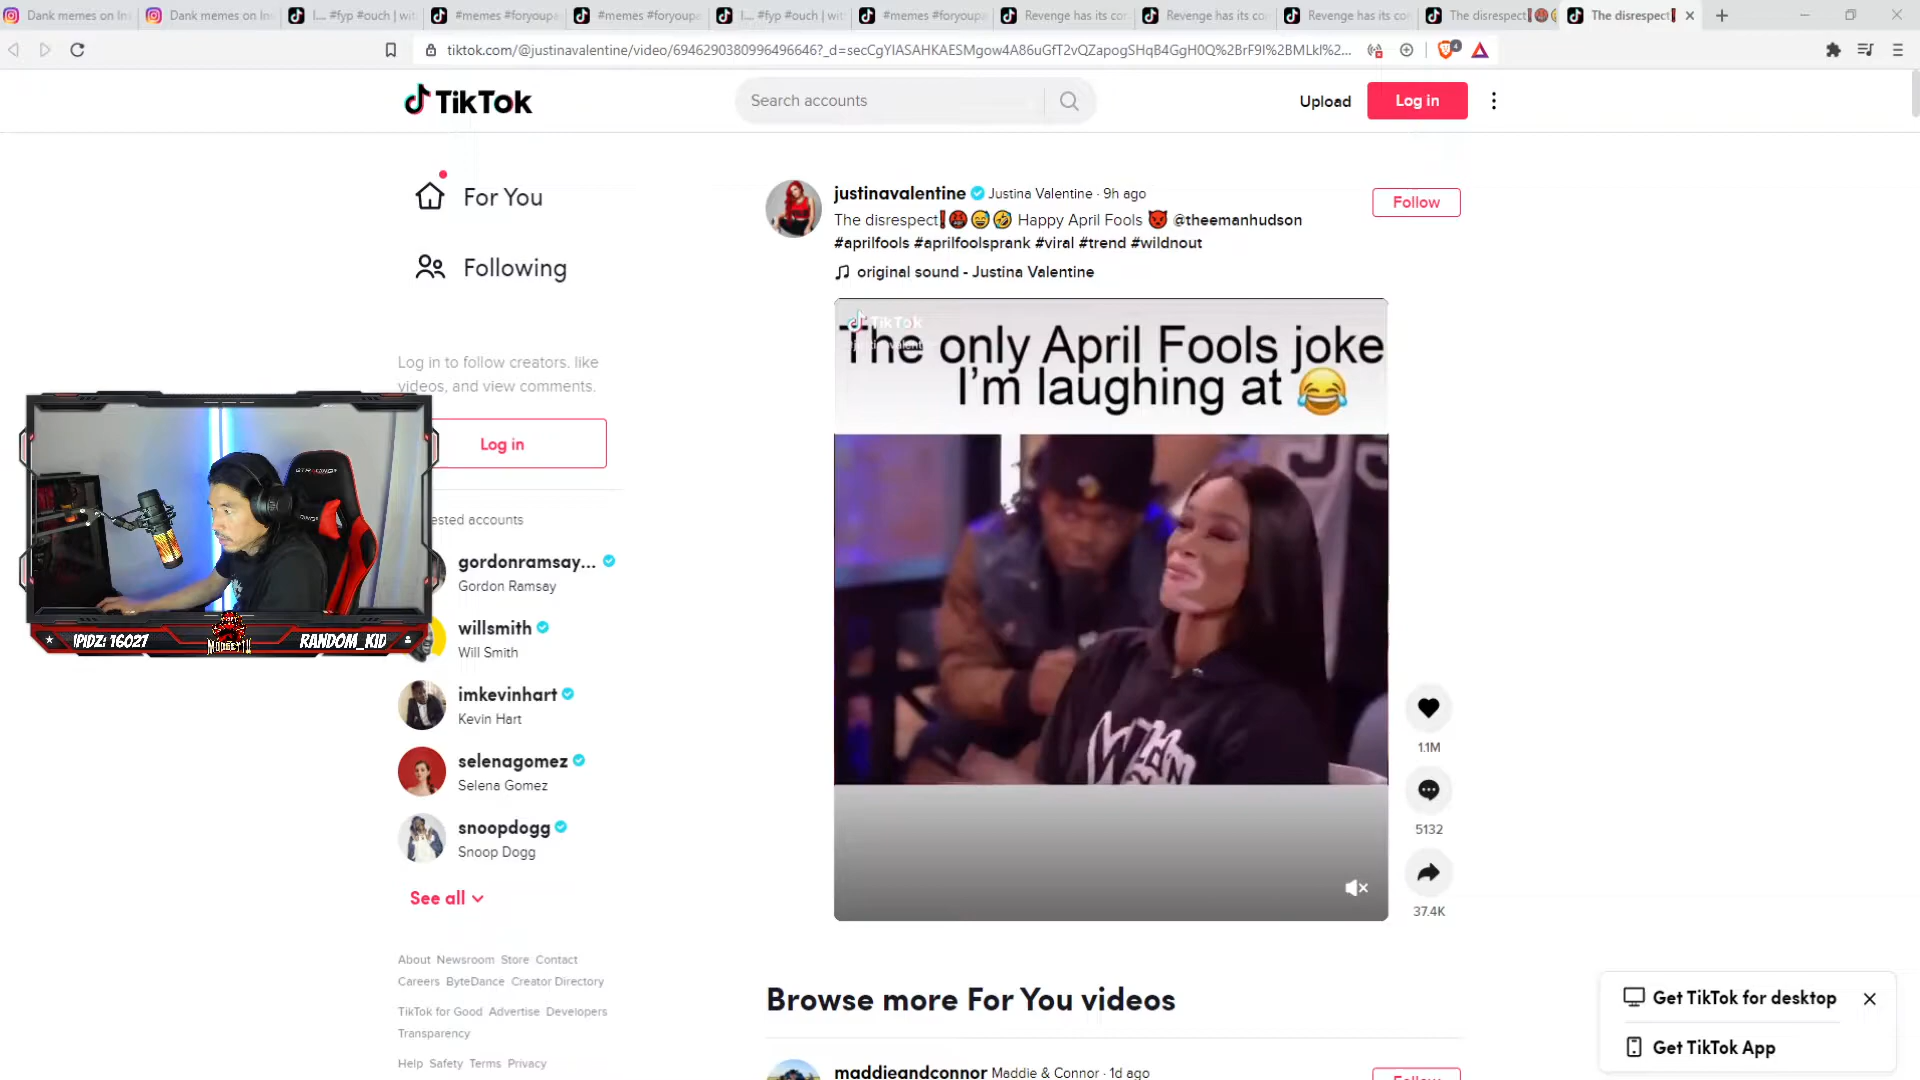 Dank memes on Ins
Dank memes on Ins
I.... #fyp #ouch | wit
#memes #foryoupa
#memes #foryoupa
I.... #fyp #ouch | wit
#memes #foryoupa
Revenge has its co
Revenge has its co
Revenge has its co
The disrespect❗🤬
The disrespect❗
tiktok.com/@justinavalentine/video/6946290380996496646?_d=secCgYIASAHKAESMgow4A86uGfT2vQZapogSHqB4GgH0Q%2BrF9I%2BMLkI%2...
4
TikTok
Search accounts
Upload
Log in
For You
Following
Log in to follow creators, like
videos, and view comments.
Log in
ested accounts
gordonramsay...
Gordon Ramsay
willsmith
Will Smith
imkevinhart
Kevin Hart
selenagomez
Selena Gomez
snoopdogg
Snoop Dogg
See all
About Newsroom Store Contact
Careers ByteDance Creator Directory
TikTok for Good Advertise Developers
Transparency
Help Safety Terms Privacy
GTRACING
IPIDZ: 16027
RANDOM_KID
justinavalentine Justina Valentine · 9h ago
Follow
The disrespect❗🤬😅🤣 Happy April Fools 👿 @theemanhudson
#aprilfools #aprilfoolsprank #viral #trend #wildnout
original sound - Justina Valentine
TikTok
The only April Fools joke
I'm laughing at 😂
1.1M
5132
37.4K
Browse more For You videos
maddieandconnor Maddie & Connor · 1d ago
Follow
Get TikTok for desktop
Get TikTok App